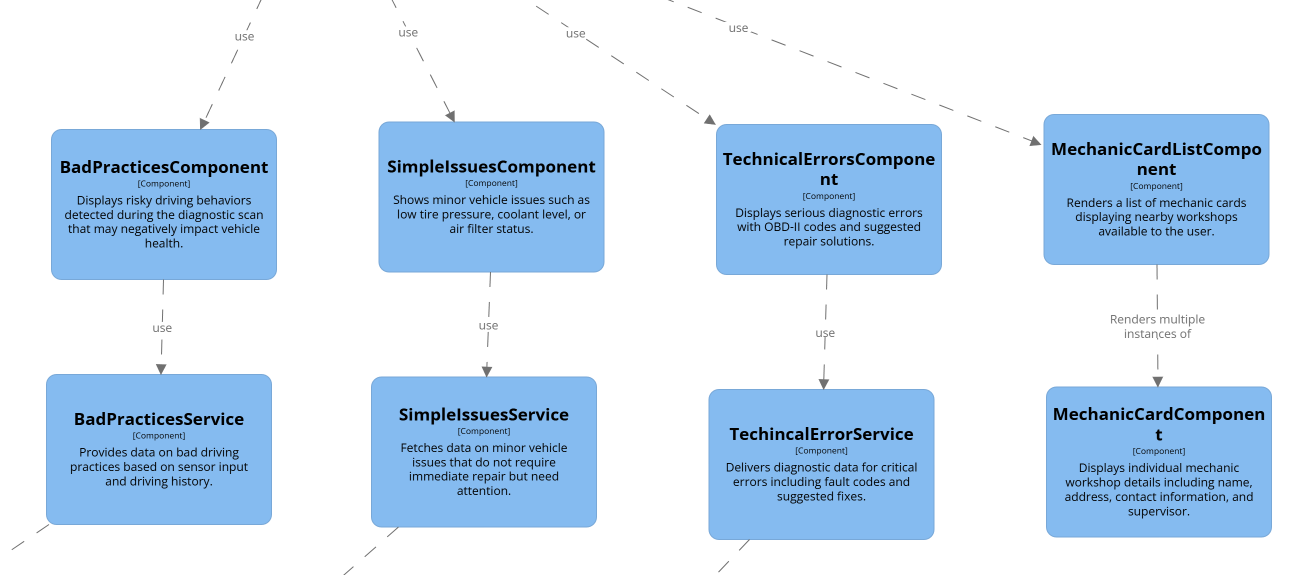 use
use
use
use
BadPracticesComponent
[Component]
Displays risky driving behaviors
detected during the diagnostic scan
that may negatively impact vehicle
health.
SimpleIssuesComponent
[Component]
Shows minor vehicle issues such as
low tire pressure, coolant level, or
air filter status.
TechnicalErrorsCompone
nt
[Component]
Displays serious diagnostic errors
with OBD-II codes and suggested
repair solutions.
MechanicCardListCompo
nent
[Component]
Renders a list of mechanic cards
displaying nearby workshops
available to the user.
use
use
use
Renders multiple
instances of
BadPracticesService
[Component]
Provides data on bad driving
practices based on sensor input
and driving history.
SimpleIssuesService
[Component]
Fetches data on minor vehicle
issues that do not require
immediate repair but need
attention.
TechincalErrorService
[Component]
Delivers diagnostic data for critical
errors including fault codes and
suggested fixes.
MechanicCardComponen
t
[Component]
Displays individual mechanic
workshop details including name,
address, contact information, and
supervisor.